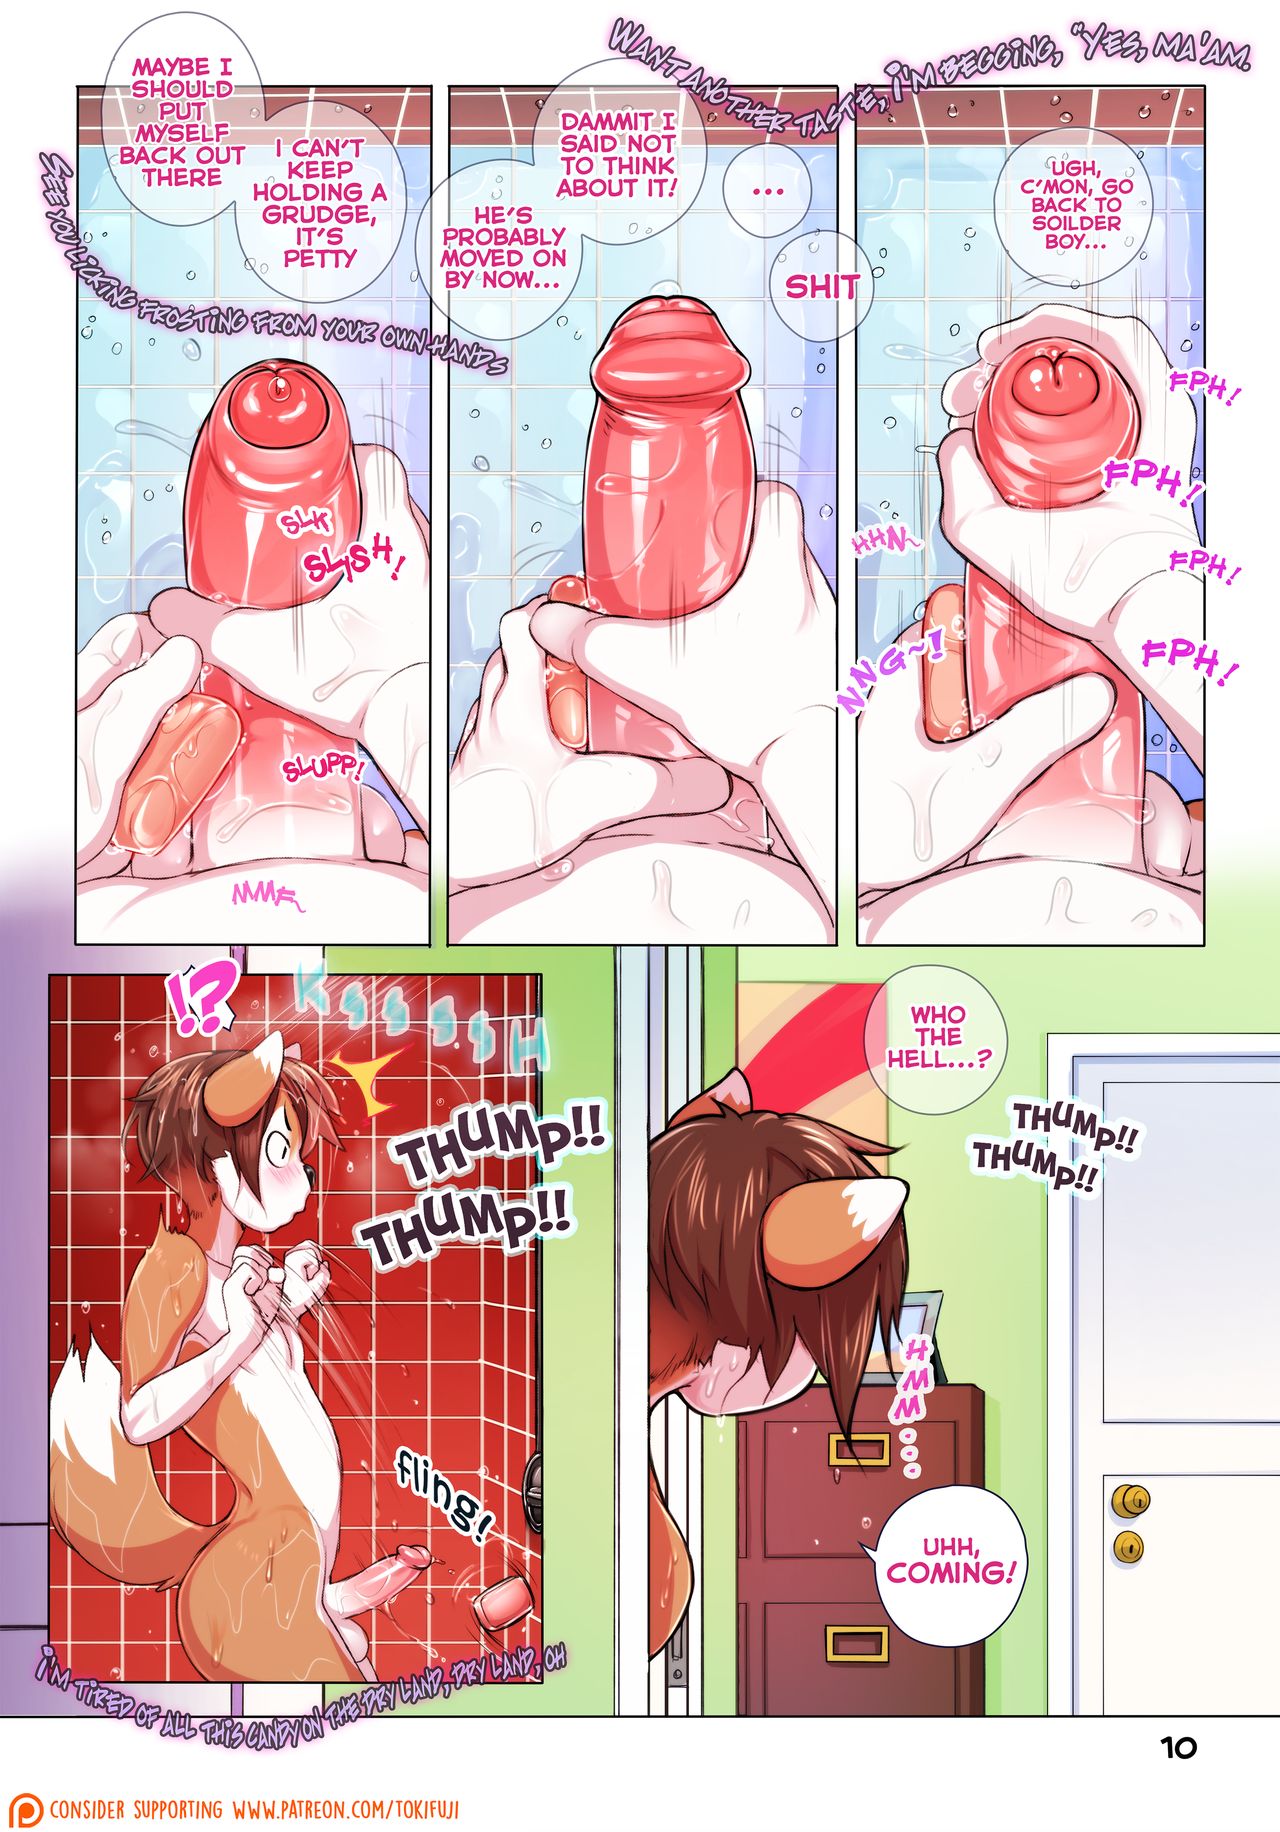 WANT ANOTHER TASTE, I'M BEGGING, "YES, MA'AM.
MAYBE I
SHOULD
PUT
MYSELF
BACK OUT
THERE
I CAN'T
KEEP
HOLDING A
GRUDGE,
IT'S
PETTY
SEE YOU LICKING FROSTING FROM YOUR OWN HANDS
SLK
SLSH!
SLUPP!
MMMF
DAMMIT I
SAID NOT
TO THINK
ABOUT IT!
HE'S
PROBABLY
MOVED ON
BY NOW...
...
SHIT
UGH,
C'MON, GO
BACK TO
SOILDER
BOY...
FPH!
FPH!
HHN
FPH!
NNG~!
FPH!
!?
KSSSSSH
THUMP!!
THUMP!!
fling!
I'M TIRED OF ALL THIS CANDY ON THE DRY LAND, DRY LAND, OH
WHO
THE
HELL...?
THUMP!!
THUMP!!
HMM...
UHH,
COMING!
10
CONSIDER SUPPORTING WWW.PATREON.COM/TOKIFUJI